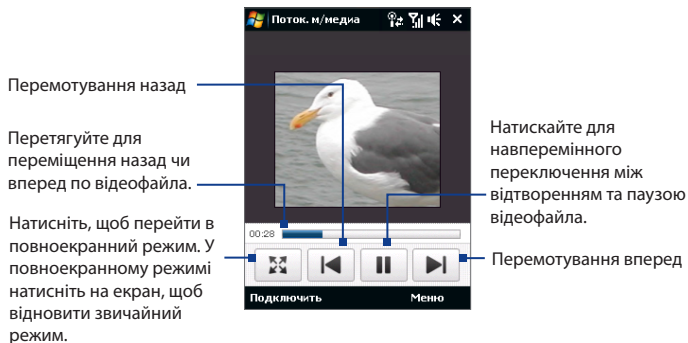 Поток. м/медиа
Перемотування назад
Перетягуйте для
переміщення назад чи
вперед по відеофайла.
Натисніть, щоб перейти в
повноекранний режим. У
повноекранному режимі
натисніть на екран, щоб
відновити звичайний
режим.
00:28
Подключить Меню
Натискайте для
навперемінного
переключення між
відтворенням та паузою
відеофайла.
Перемотування вперед